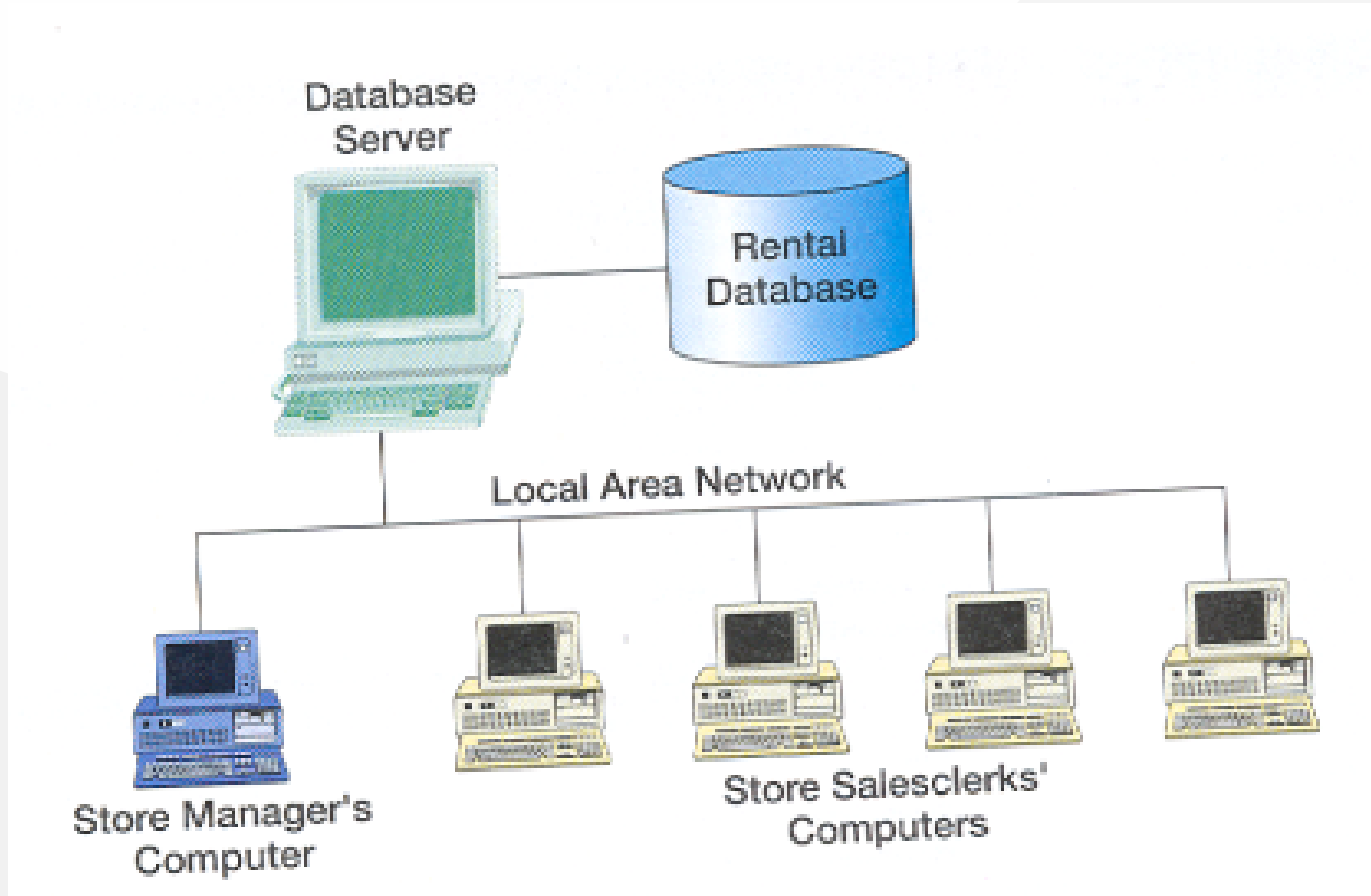 Database
Server
Rental
Database
Local Area Network
Store Manager's
Computer
Store Salesclerks'
Computers